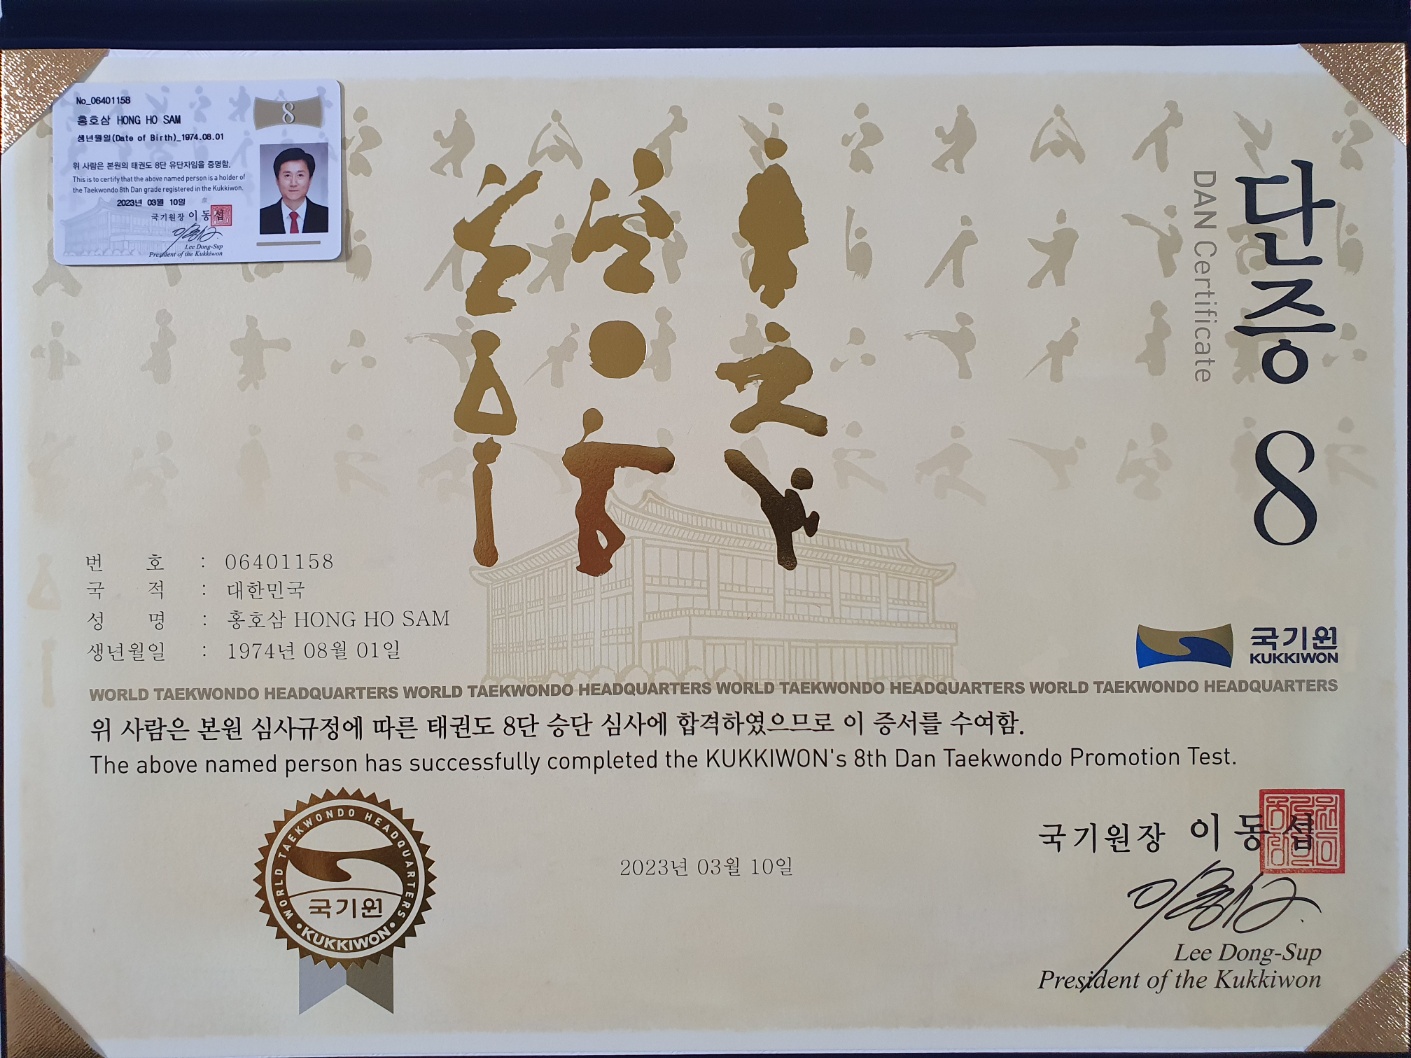 No_06401158
홍호삼 HONG HO SAM
생년월일(Date of Birth)_1974.08.01
위 사람은 본원의 태권도 8단 유단자임을 증명함.
This is to certify that the above named person is a holder of
the Taekwondo 8th Dan grade registered in the Kukkiwon.
2023년 03월 10일
국기원장 이동섭
Lee Dong-Sup
President of the Kukkiwon
8
단증 8
DAN Certificate
번 호 : 06401158
국 적 : 대한민국
성 명 : 홍호삼 HONG HO SAM
생년월일 : 1974년 08월 01일
국기원
KUKKIWON
WORLD TAEKWONDO HEADQUARTERS WORLD TAEKWONDO HEADQUARTERS WORLD TAEKWONDO HEADQUARTERS WORLD TAEKWONDO HEADQUARTERS
위 사람은 본원 심사규정에 따른 태권도 8단 승단 심사에 합격하였으므로 이 증서를 수여함.
The above named person has successfully completed the KUKKIWON's 8th Dan Taekwondo Promotion Test.
WORLD TAEKWONDO HEADQUARTERS
국기원
KUKKIWON
2023년 03월 10일
국기원장 이동섭
Lee Dong-Sup
President of the Kukkiwon